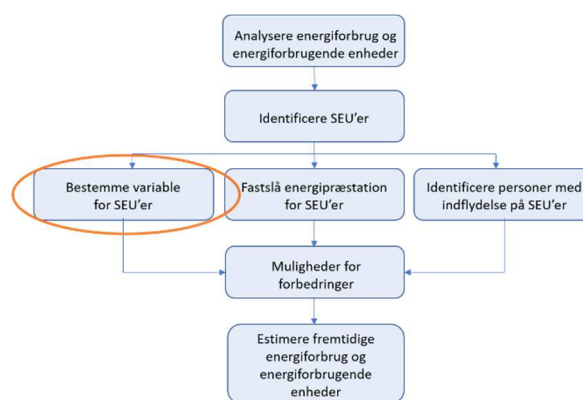 Analysere energiforbrug og
energiforbrugende enheder
Identificere SEU'er
Bestemme variable
for SEU'er
Fastslå energipræstation
for SEU'er
Identificere personer med
indflydelse på SEU'er
Muligheder for
forbedringer
Estimere fremtidige
energiforbrug og
energiforbrugende
enheder